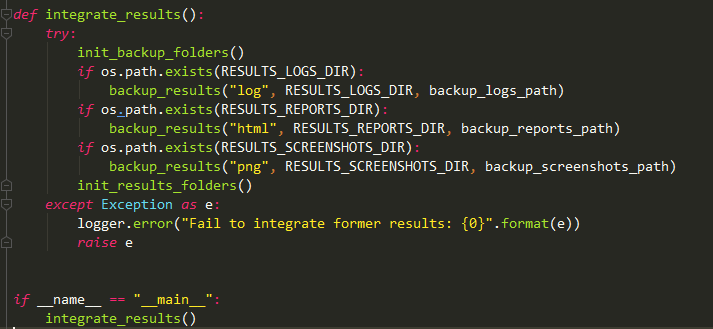 def integrate_results():
    try:
        init_backup_folders()
        if os.path.exists(RESULTS_LOGS_DIR):
            backup_results("log", RESULTS_LOGS_DIR, backup_logs_path)
        if os.path.exists(RESULTS_REPORTS_DIR):
            backup_results("html", RESULTS_REPORTS_DIR, backup_reports_path)
        if os.path.exists(RESULTS_SCREENSHOTS_DIR):
            backup_results("png", RESULTS_SCREENSHOTS_DIR, backup_screenshots_path)
        init_results_folders()
    except Exception as e:
        logger.error("Fail to integrate former results: {0}".format(e))
        raise e
if __name__ == "__main__":
    integrate_results()